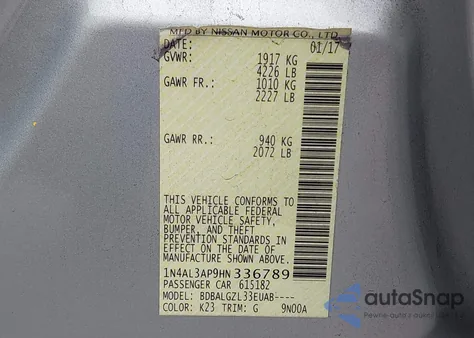 MFD BY NISSAN MOTOR CO., LTD.
DATE: 01/17
GVWR: 1917 KG
4226 LB
GAWR FR.: 1010 KG
2227 LB
GAWR RR.: 940 KG
2072 LB
THIS VEHICLE CONFORMS TO
ALL APPLICABLE FEDERAL
MOTOR VEHICLE SAFETY,
BUMPER, AND THEFT
PREVENTION STANDARDS IN
EFFECT ON THE DATE OF
MANUFACTURE SHOWN ABOVE.
1N4AL3AP9HN336789
PASSENGER CAR 615182
MODEL: BDBALGZL33EUAB----
COLOR: K23 TRIM: G 9N00A
autoSnap